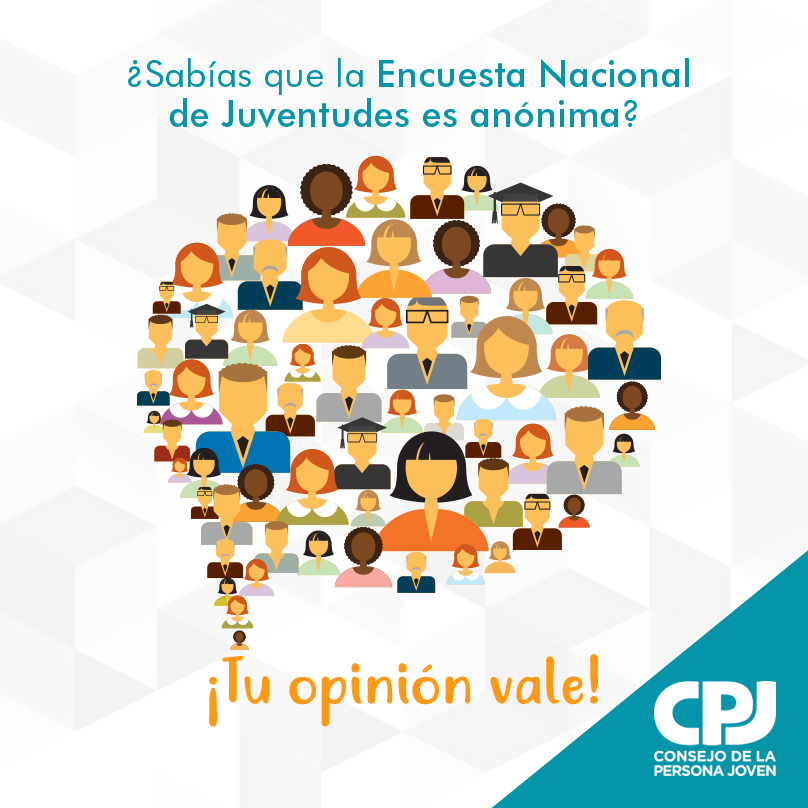 ¿Sabías que la Encuesta Nacional
de Juventudes es anónima?
¡Tu opinión vale!
CPJ
CONSEJO DE LA
PERSONA JOVEN